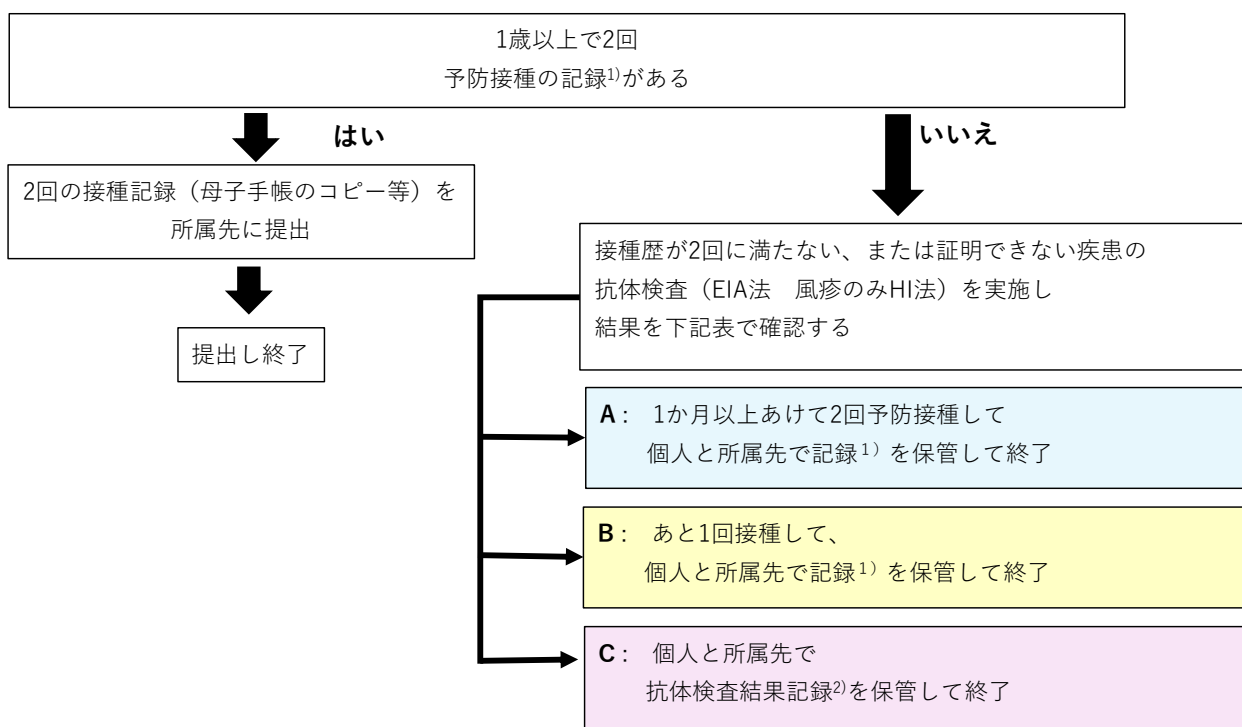 1歳以上で2回
予防接種の記録1)がある
はい
いいえ
2回の接種記録（母子手帳のコピー等）を
所属先に提出
提出し終了
接種歴が2回に満たない、または証明できない疾患の
抗体検査（EIA法　風疹のみHI法）を実施し
結果を下記表で確認する
A： 1か月以上あけて2回予防接種して
個人と所属先で記録1）を保管して終了
B： あと1回接種して、
個人と所属先で記録1）を保管して終了
C： 個人と所属先で
抗体検査結果記録2)を保管して終了